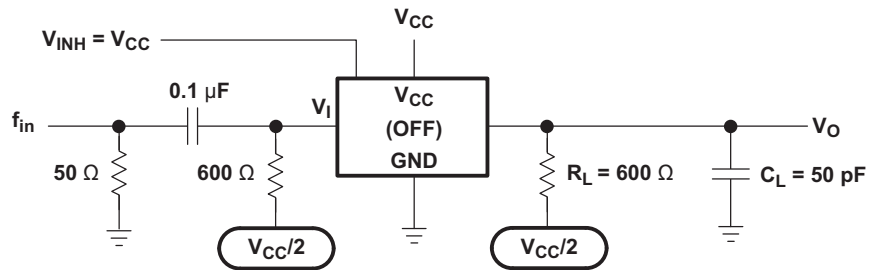 V_CC
V_INH = V_CC
0.1 µF
V_I
V_CC
f_in
(OFF)
V_O
GND
50 Ω
600 Ω
R_L = 600 Ω
C_L = 50 pF
V_CC/2
V_CC/2